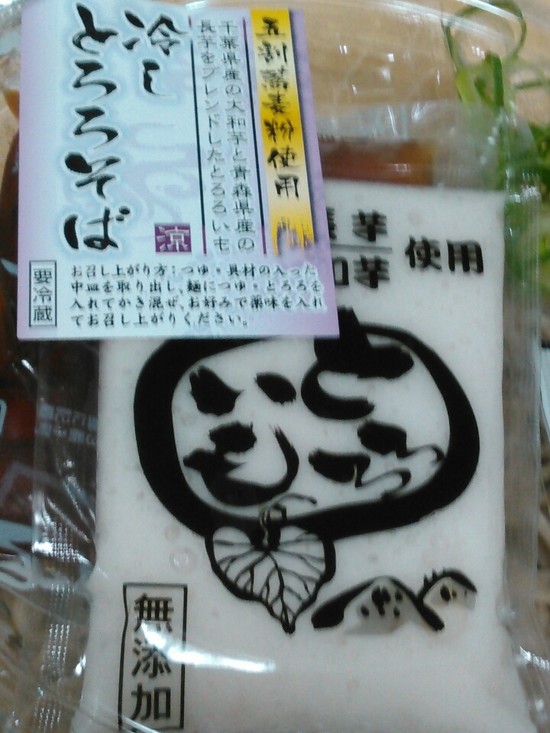 五割蕎麦粉使用
千葉県産の大和芋と青森県産の
長芋をブレンドしたとろろいも
冷し
とろろそば
涼
要冷蔵
お召し上がり方:つゆ・具材の入った
中皿を取り出し、麺につゆ・とろろを
入れてかき混ぜ、お好みで薬味を入れ
てお召し上がりください。
芋
和芋
使用
とろろ
いも
無添加